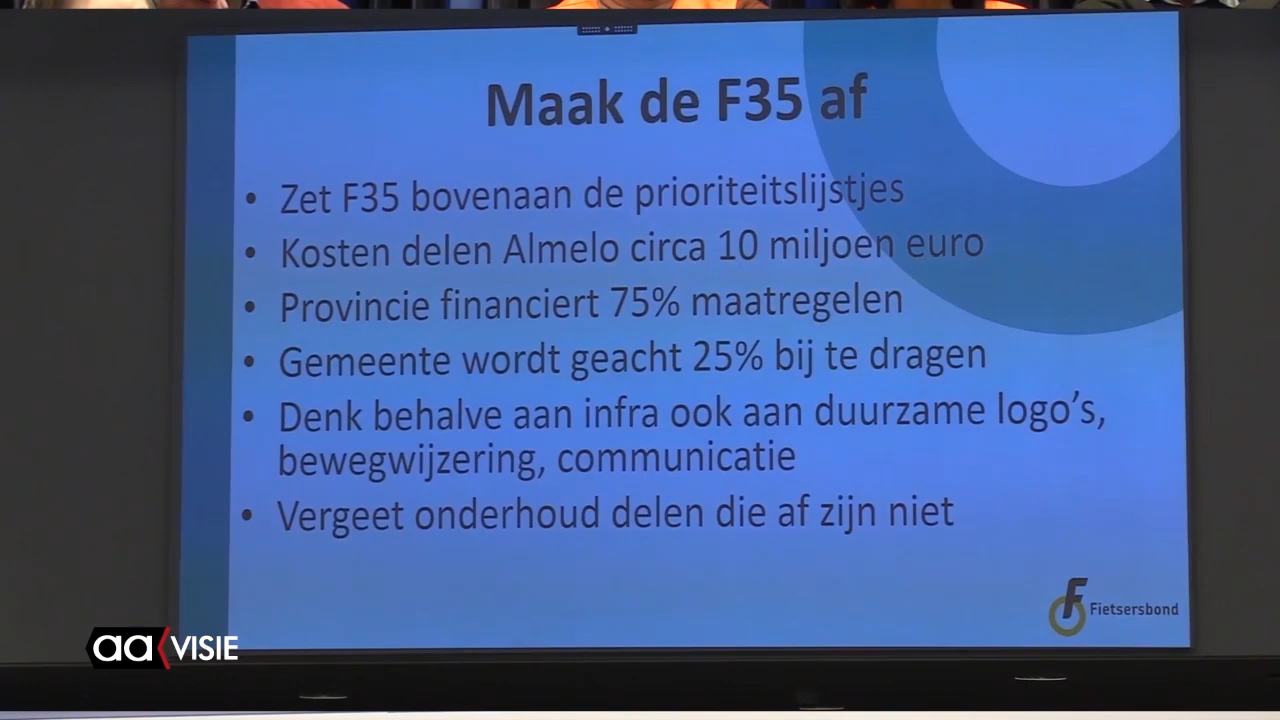 Maak de F35 af
• Zet F35 bovenaan de prioriteitslijstjes
• Kosten delen Almelo circa 10 miljoen euro
• Provincie financiert 75% maatregelen
• Gemeente wordt geacht 25% bij te dragen
• Denk behalve aan infra ook aan duurzame logo's,
bewegwijzering, communicatie
• Vergeet onderhoud delen die af zijn niet
Fietsersbond
aa VISIE